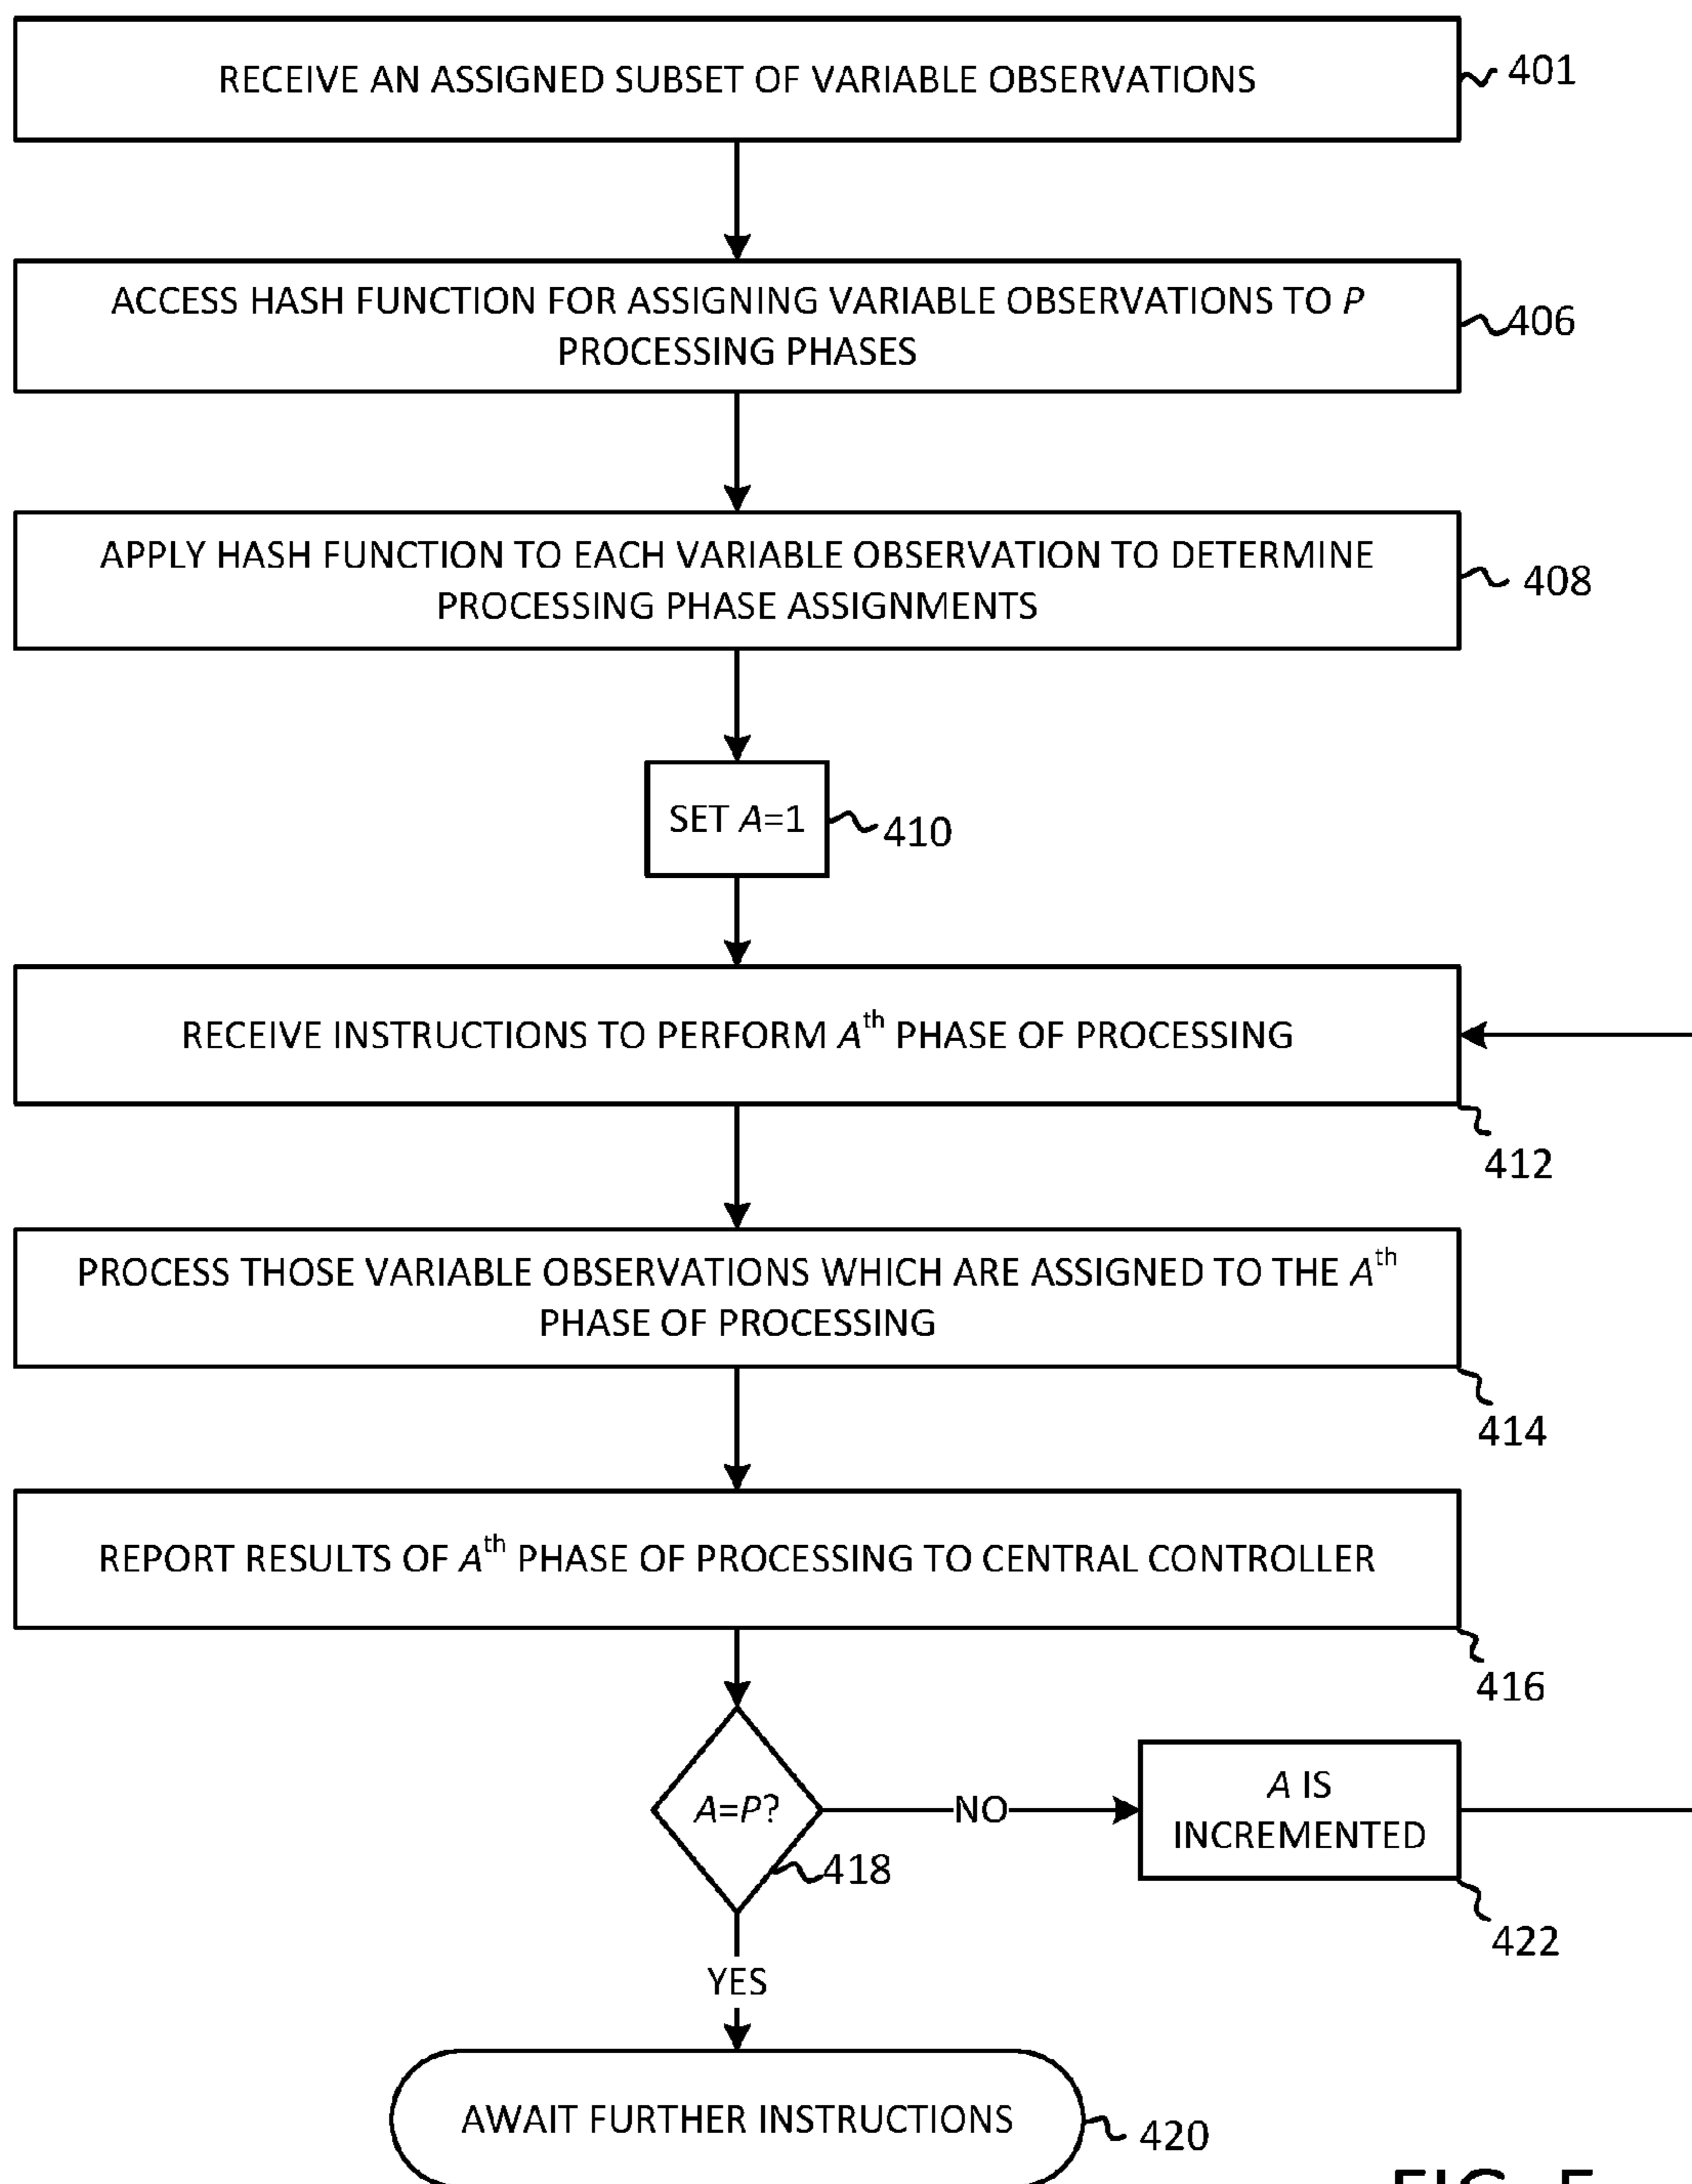 RECEIVE AN ASSIGNED SUBSET OF VARIABLE OBSERVATIONS
401
ACCESS HASH FUNCTION FOR ASSIGNING VARIABLE OBSERVATIONS TO P
PROCESSING PHASES
406
APPLY HASH FUNCTION TO EACH VARIABLE OBSERVATION TO DETERMINE
PROCESSING PHASE ASSIGNMENTS
408
SET A=1
410
RECEIVE INSTRUCTIONS TO PERFORM Ath PHASE OF PROCESSING
412
PROCESS THOSE VARIABLE OBSERVATIONS WHICH ARE ASSIGNED TO THE Ath
PHASE OF PROCESSING
414
REPORT RESULTS OF Ath PHASE OF PROCESSING TO CENTRAL CONTROLLER
416
A=P?
418
NO
A IS
INCREMENTED
422
YES
AWAIT FURTHER INSTRUCTIONS
420